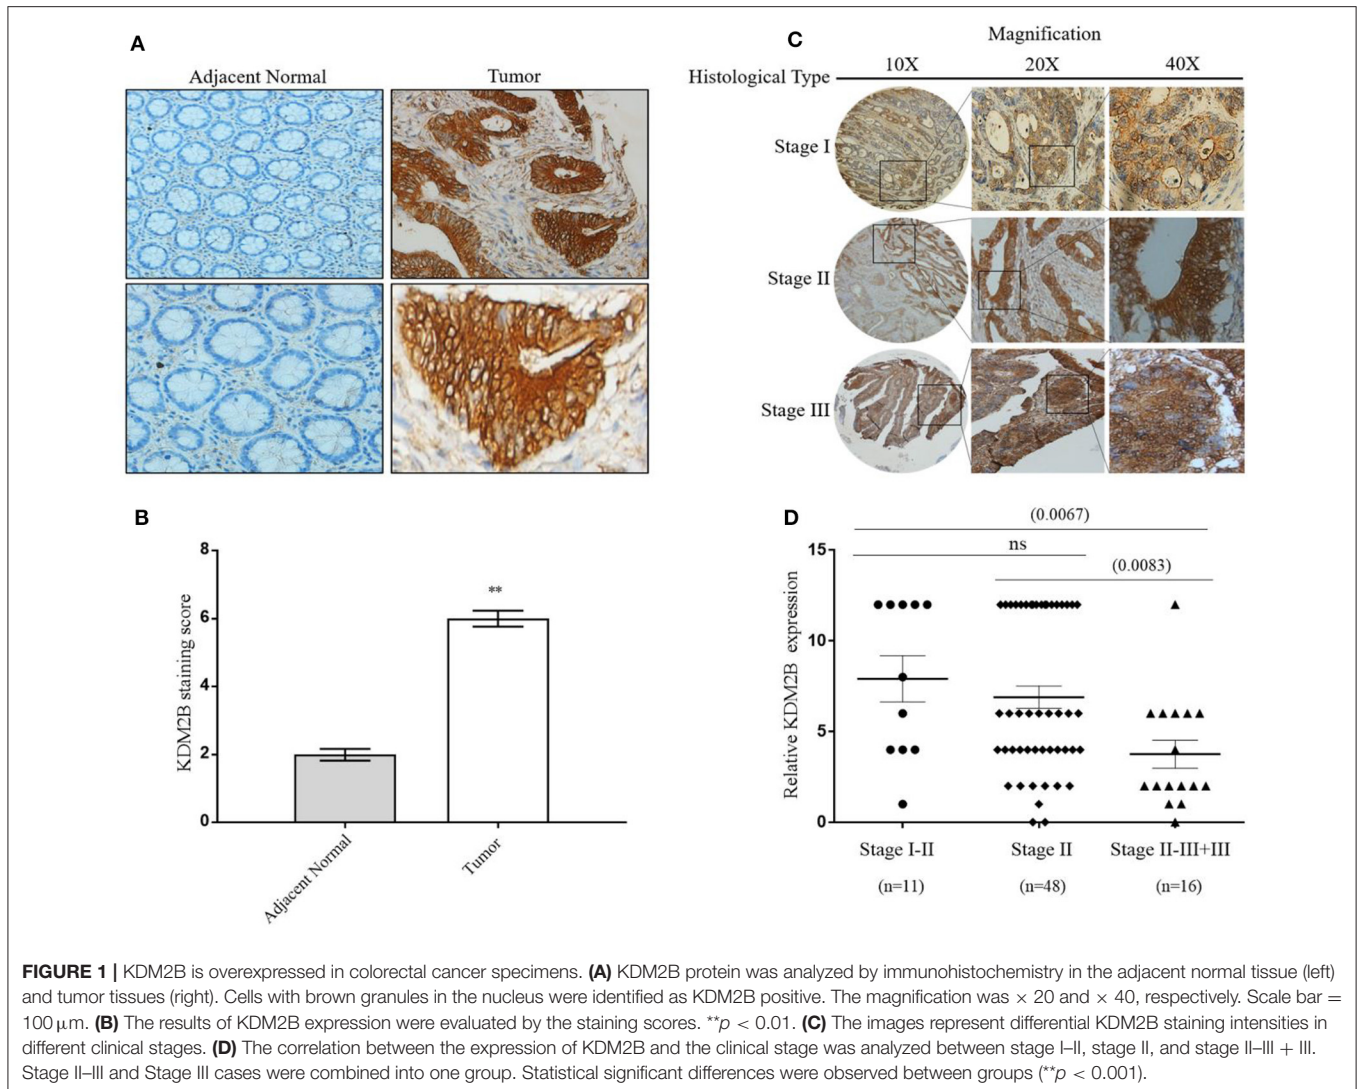 A
Adjacent Normal
Tumor
C
Magnification
Histological Type
10X
20X
40X
Stage I
Stage II
Stage III
B
KDM2B staining score
8
6
4
2
0
**
Adjacent Normal
Tumor
D
(0.0067)
ns
(0.0083)
Relative KDM2B expression
15
10
5
0
Stage I-II
Stage II
Stage II-III+III
(n=11)
(n=48)
(n=16)
FIGURE 1 | KDM2B is overexpressed in colorectal cancer specimens. (A) KDM2B protein was analyzed by immunohistochemistry in the adjacent normal tissue (left)
and tumor tissues (right). Cells with brown granules in the nucleus were identified as KDM2B positive. The magnification was × 20 and × 40, respectively. Scale bar =
100 μm. (B) The results of KDM2B expression were evaluated by the staining scores. **p < 0.01. (C) The images represent differential KDM2B staining intensities in
different clinical stages. (D) The correlation between the expression of KDM2B and the clinical stage was analyzed between stage I–II, stage II, and stage II–III + III.
Stage II–III and Stage III cases were combined into one group. Statistical significant differences were observed between groups (**p < 0.001).